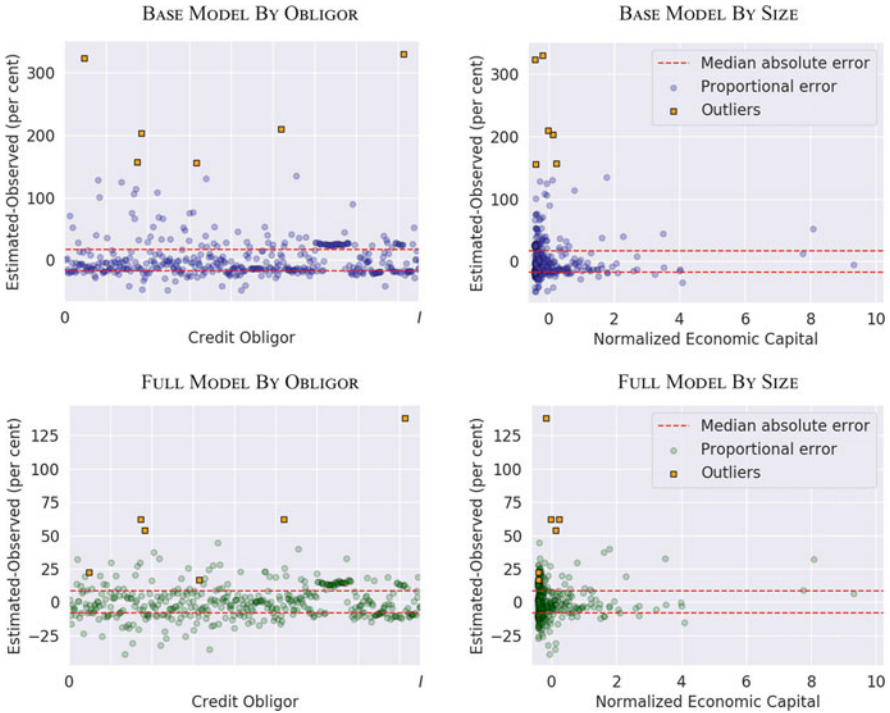 BASE MODEL BY OBLIGOR
Estimated-Observed (per cent)
300
200
100
0
0
I
Credit Obligor
BASE MODEL BY SIZE
Estimated-Observed (per cent)
300
200
100
0
Median absolute error
Proportional error
Outliers
0 2 4 6 8 10
Normalized Economic Capital
FULL MODEL BY OBLIGOR
Estimated-Observed (per cent)
125
100
75
50
25
0
−25
0
I
Credit Obligor
FULL MODEL BY SIZE
Estimated-Observed (per cent)
125
100
75
50
25
0
−25
Median absolute error
Proportional error
Outliers
0 2 4 6 8 10
Normalized Economic Capital